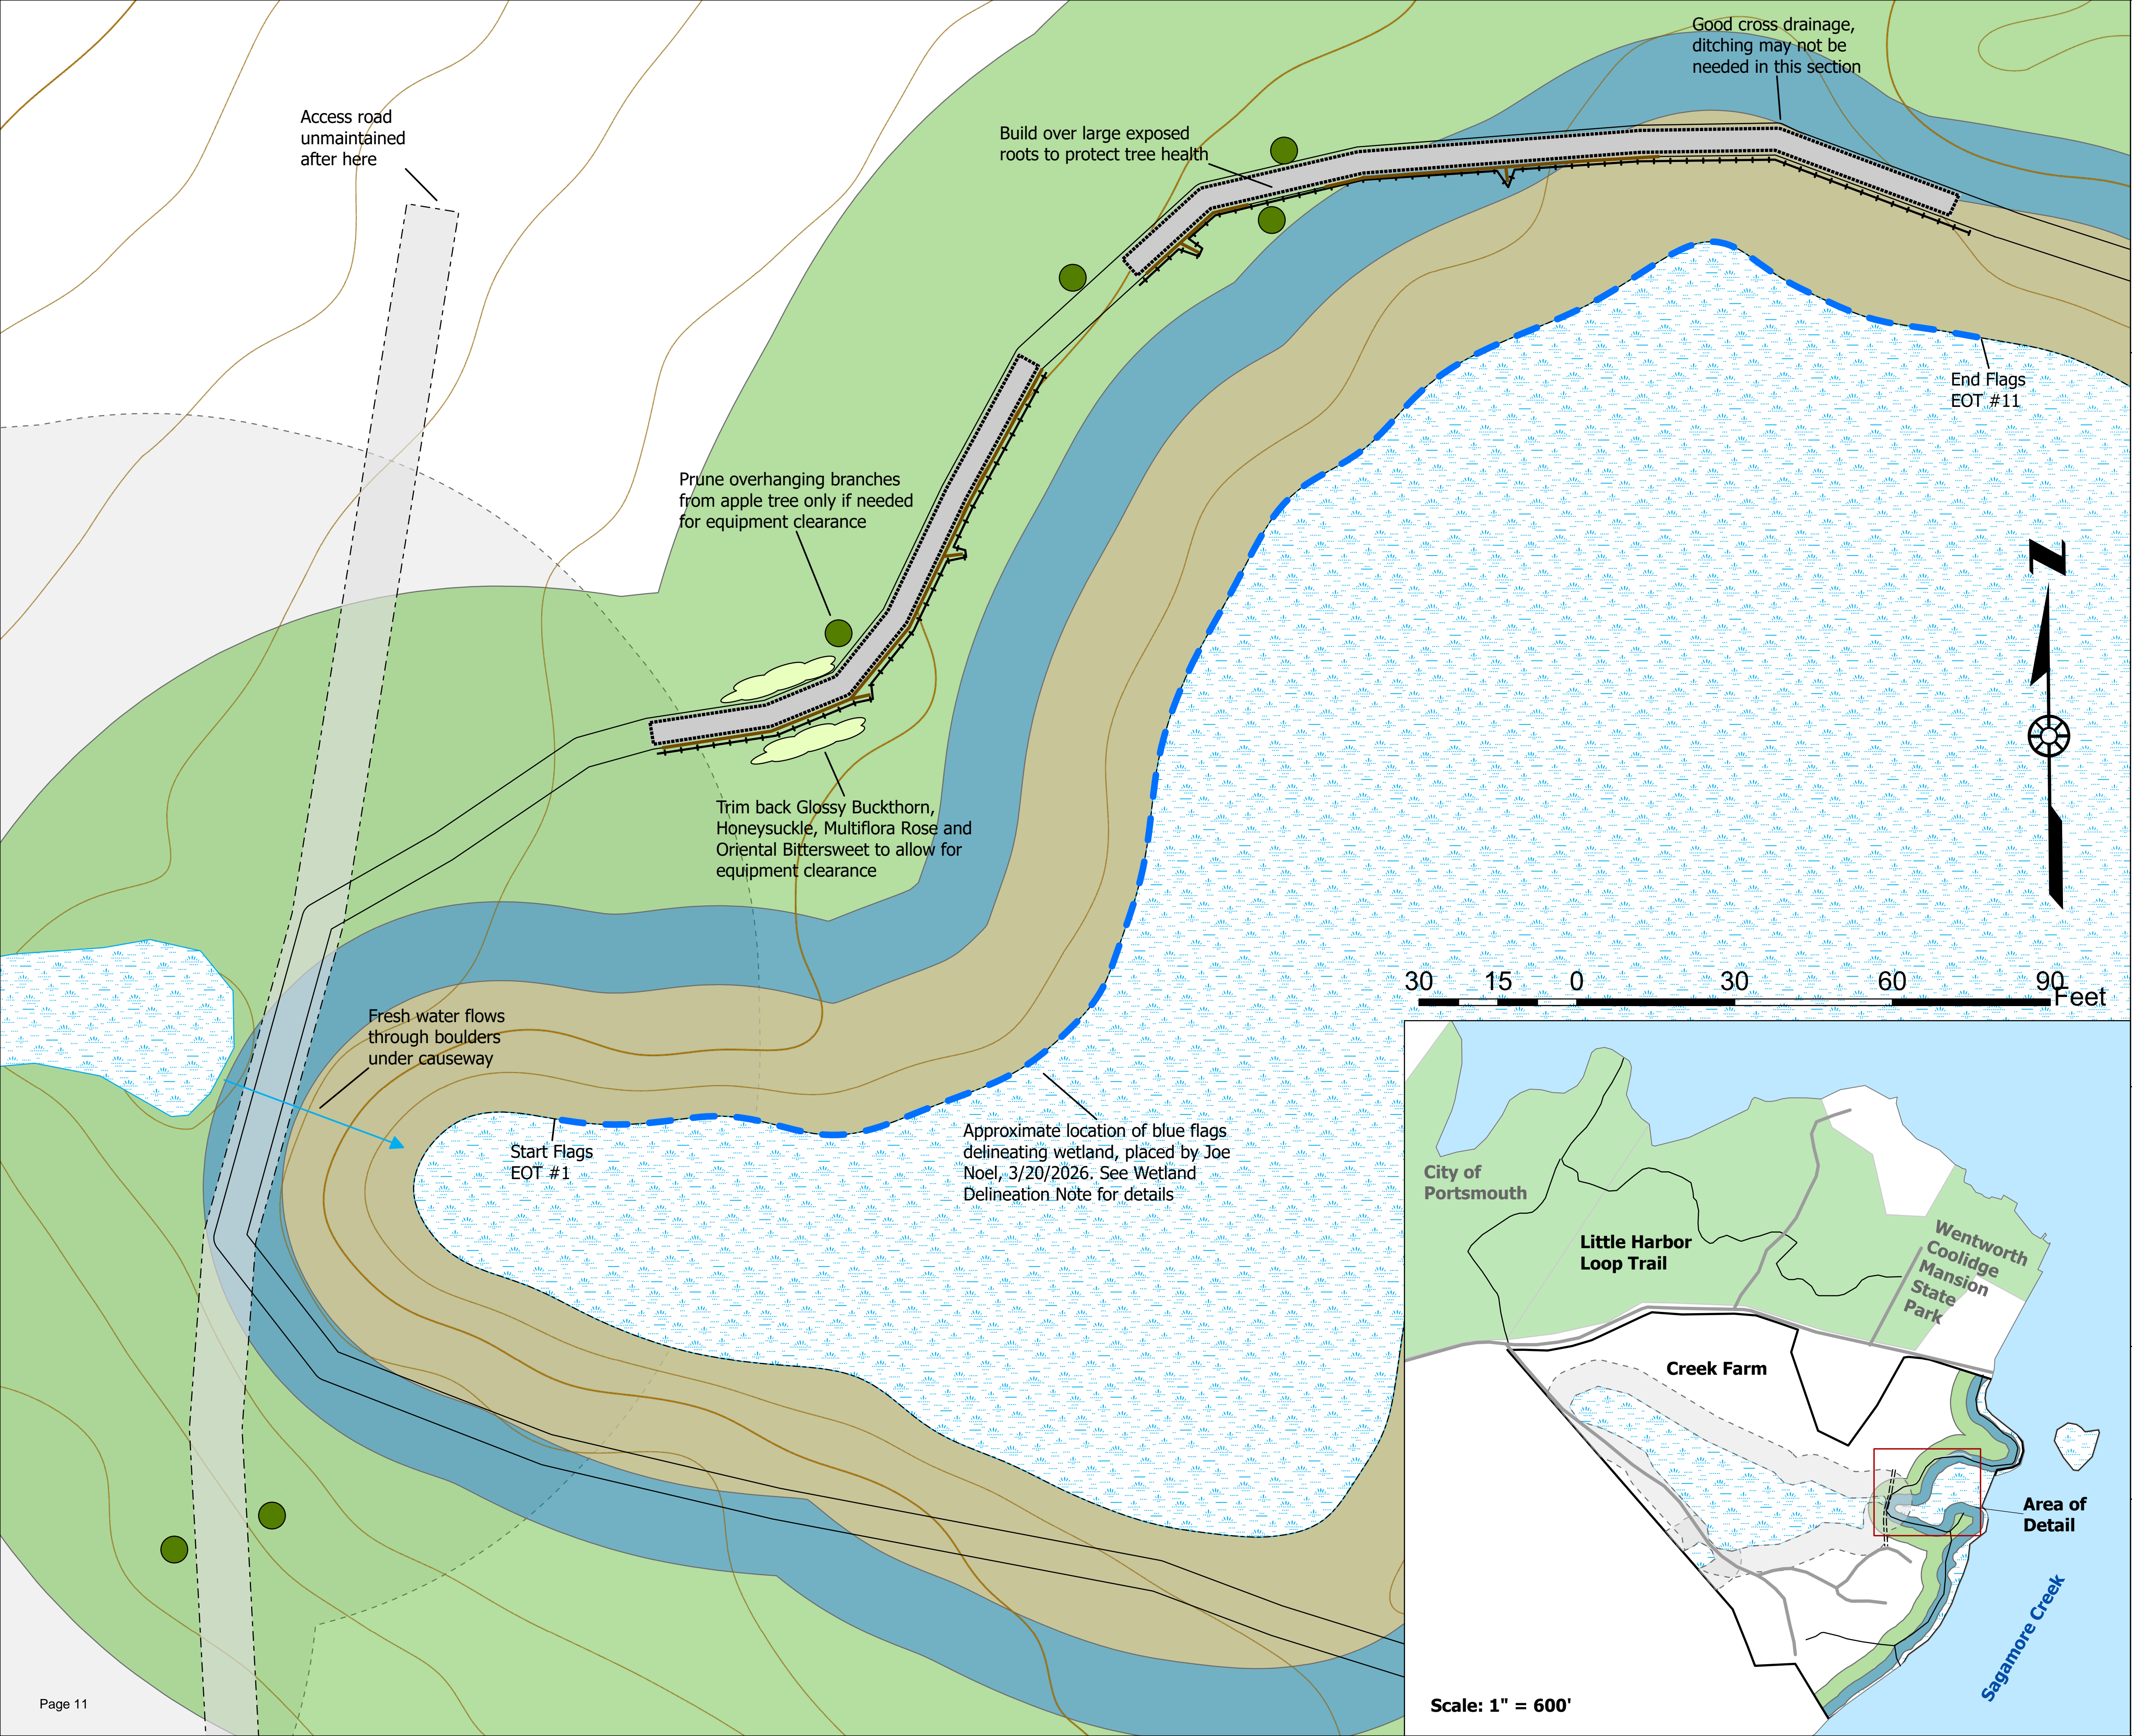 Good cross drainage,
ditching may not be
needed in this section
Access road
unmaintained
after here
Build over large exposed
roots to protect tree health
End Flags
EOT #11
Prune overhanging branches
from apple tree only if needed
for equipment clearance
N
Trim back Glossy Buckthorn,
Honeysuckle, Multiflora Rose and
Oriental Bittersweet to allow for
equipment clearance
30 15 0 30 60 90
Feet
Fresh water flows
through boulders
under causeway
Start Flags
EOT #1
Approximate location of blue flags
delineating wetland, placed by Joe
Noel, 3/20/2026. See Wetland
Delineation Note for details
City of
Portsmouth
Little Harbor
Loop Trail
Wentworth
Coolidge
Mansion
State
Park
Creek Farm
Area of
Detail
Sagamore Creek
Scale: 1" = 600'
Page 11